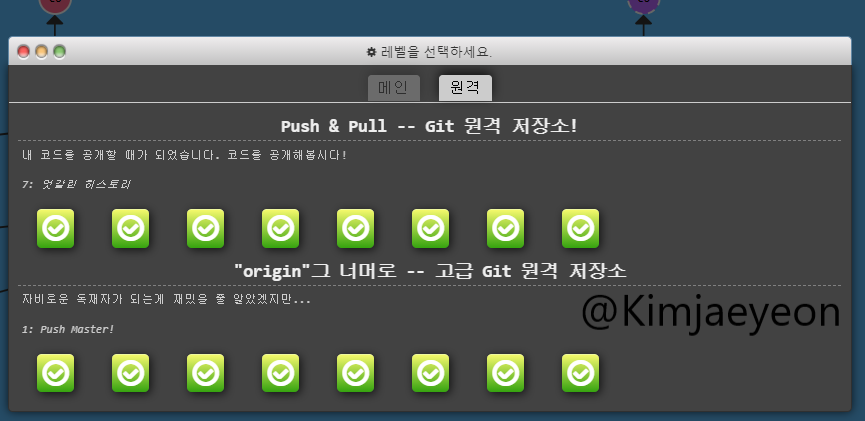 레벨을 선택하세요.
메인
원격
Push & Pull -- Git 원격 저장소!
내 코드를 공개할 때가 되었습니다. 코드를 공개해봅시다!
7: 엇갈린 히스토리
"origin"그 너머로 -- 고급 Git 원격 저장소
자비로운 독재자가 되는게 재밌을 줄 알았겠지만...
@Kimjaeyeon
1: Push Master!